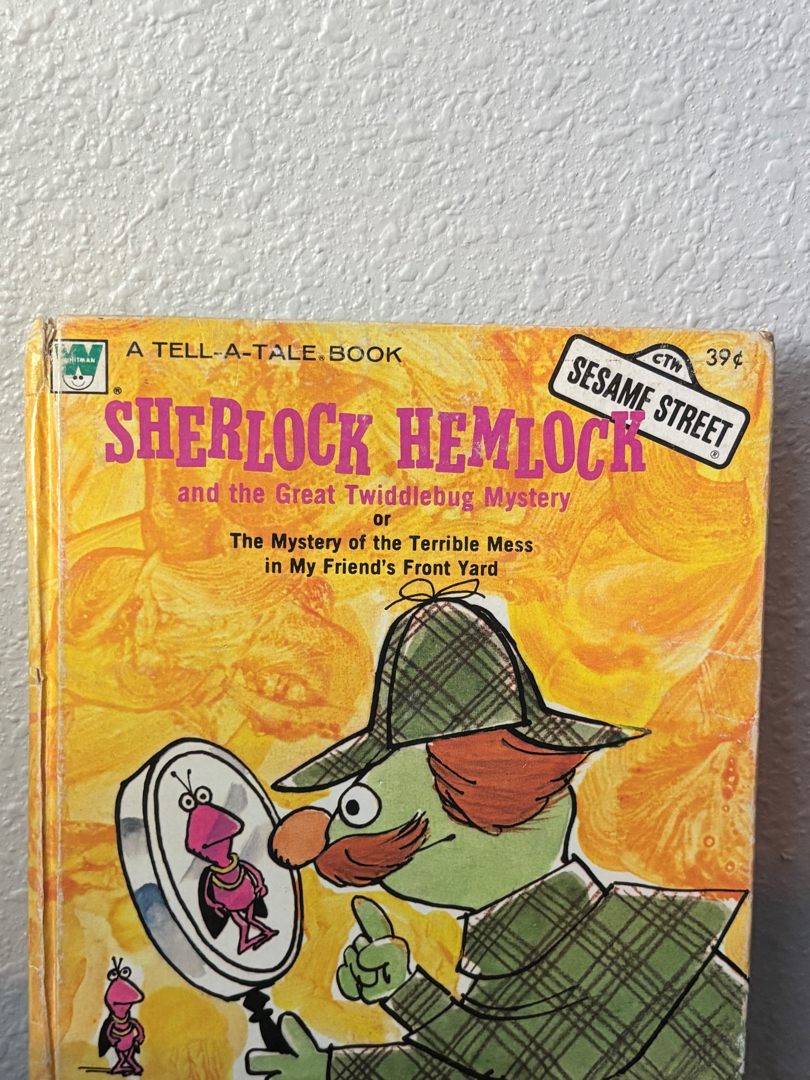 WHITMAN
®
A TELL-A-TALE® BOOK
CTW
SESAME STREET
®
39¢
SHERLOCK HEMLOCK
and the Great Twiddlebug Mystery
or
The Mystery of the Terrible Mess
in My Friend's Front Yard